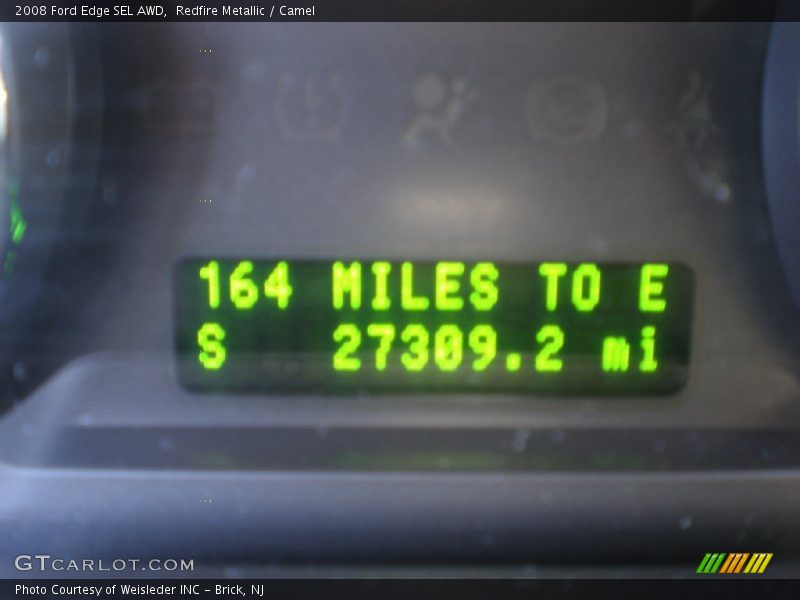 2008 Ford Edge SEL AWD, Redfire Metallic / Camel
164 MILES TO E
S 27309.2 mi
GTCARLOT.COM
Photo Courtesy of Weisleder INC - Brick, NJ